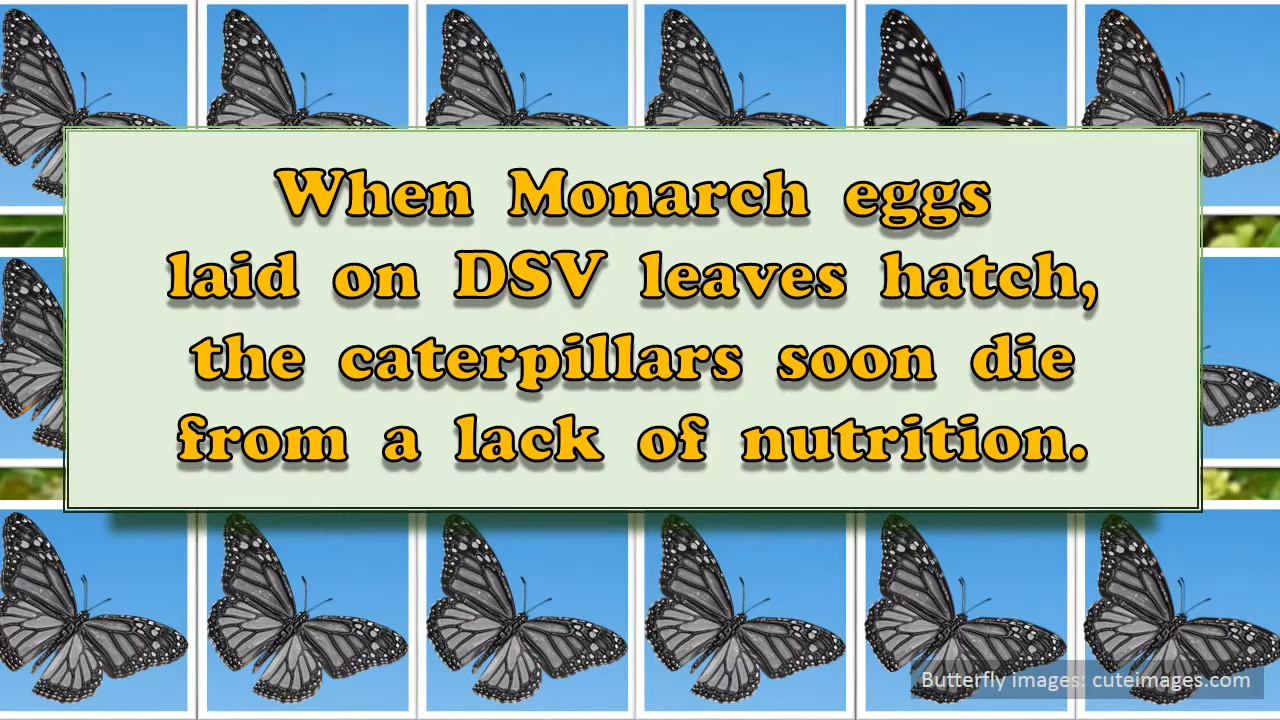 When Monarch eggs
laid on DSV leaves hatch,
the caterpillars soon die
from a lack of nutrition.
Butterfly images: cuteimages.com